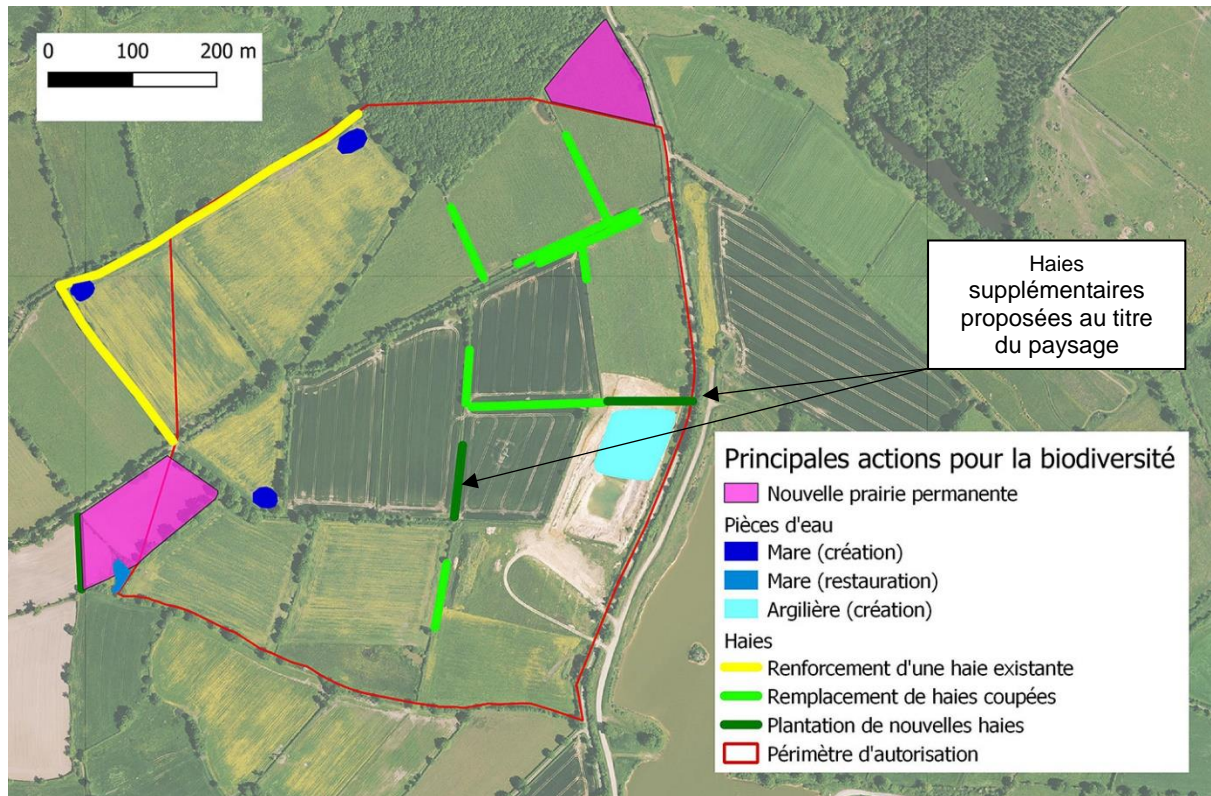 0 100 200 m
Haies
supplémentaires
proposées au titre
du paysage
Principales actions pour la biodiversité
Nouvelle prairie permanente
Pièces d'eau
Mare (création)
Mare (restauration)
Argilière (création)
Haies
Renforcement d'une haie existante
Remplacement de haies coupées
Plantation de nouvelles haies
Périmètre d'autorisation